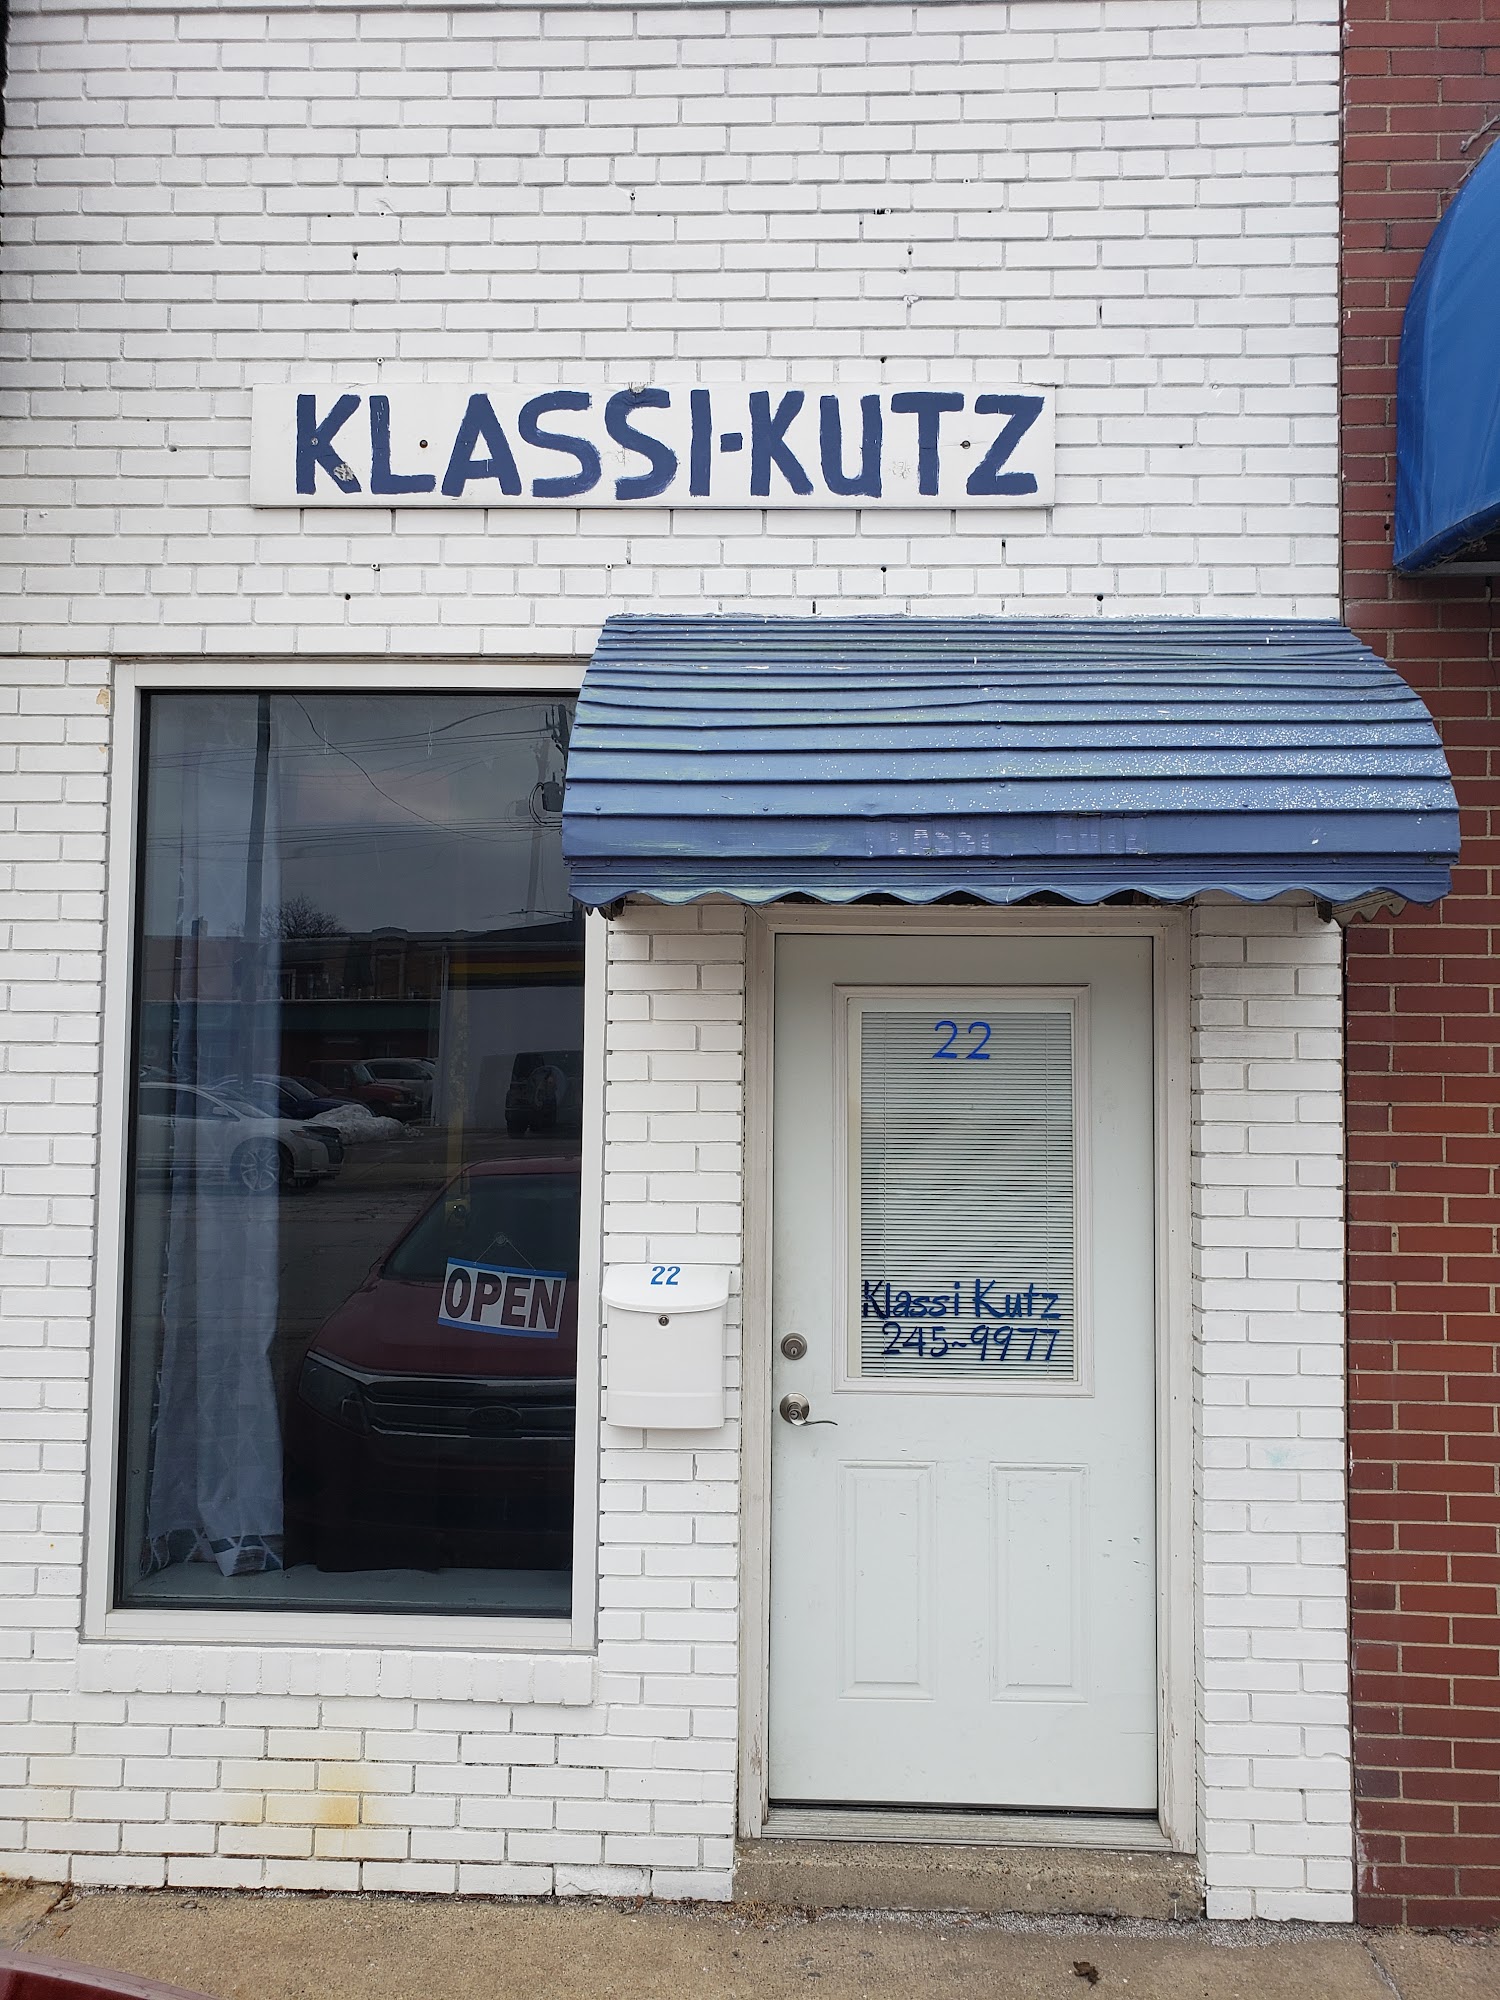 KLASSI-KUTZ
22
22
OPEN
Klassi Kutz
245-9977